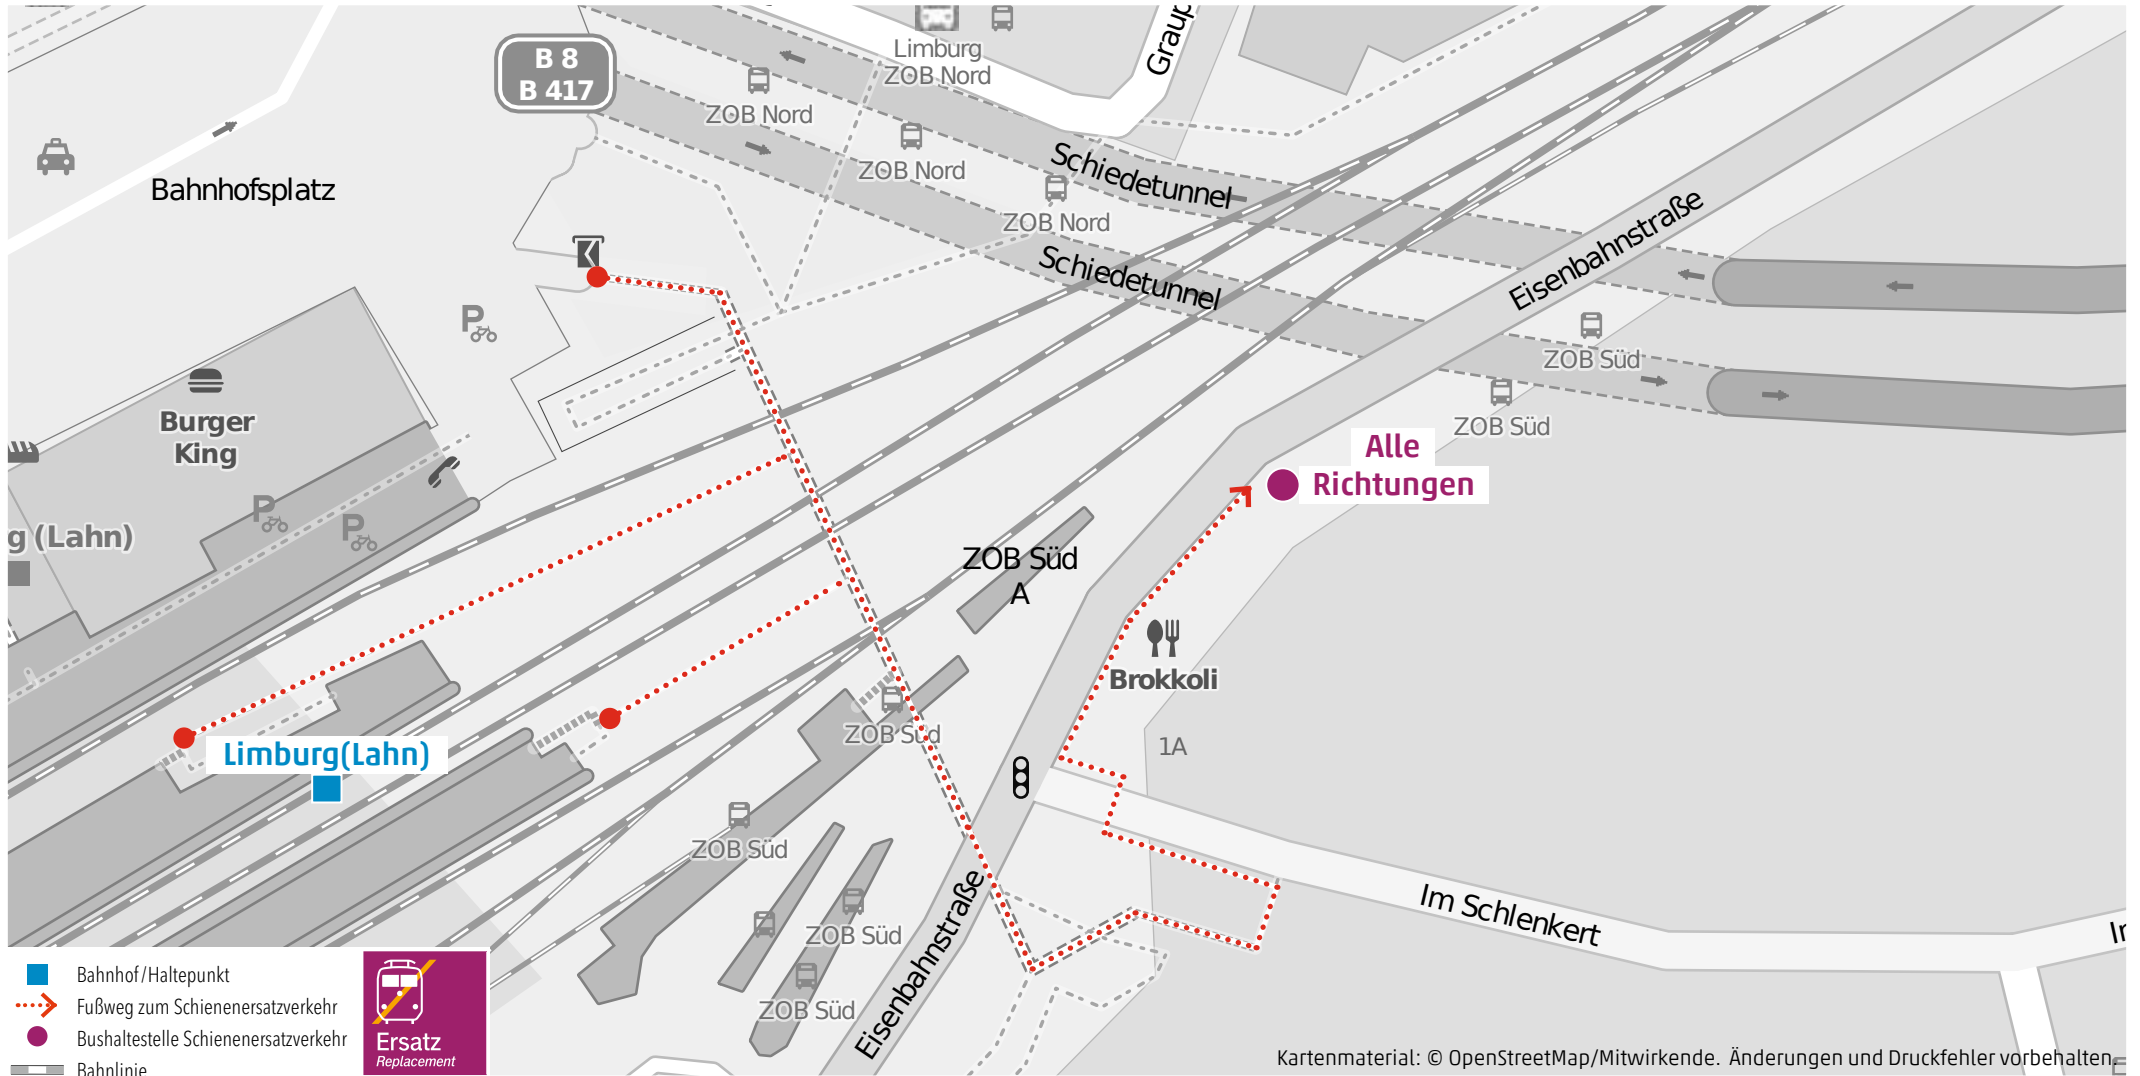 B 8
B 417
Limburg
ZOB Nord
ZOB Nord
ZOB Nord
ZOB Nord
Graup
Bahnhofsplatz
Schiedetunnel
Schiedetunnel
Eisenbahnstraße
P
ZOB Süd
ZOB Süd
Burger
King
Alle
Richtungen
P
P
g (Lahn)
ZOB Süd
A
Brokkoli
1A
ZOB Süd
Limburg(Lahn)
ZOB Süd
ZOB Süd
ZOB Süd
Eisenbahnstraße
Im Schlenkert
Bahnhof/Haltepunkt
Fußweg zum Schienenersatzverkehr
Bushaltestelle Schienenersatzverkehr
Bahnlinie
Ersatz
Replacement
Kartenmaterial: © OpenStreetMap/Mitwirkende. Änderungen und Druckfehler vorbehalten.